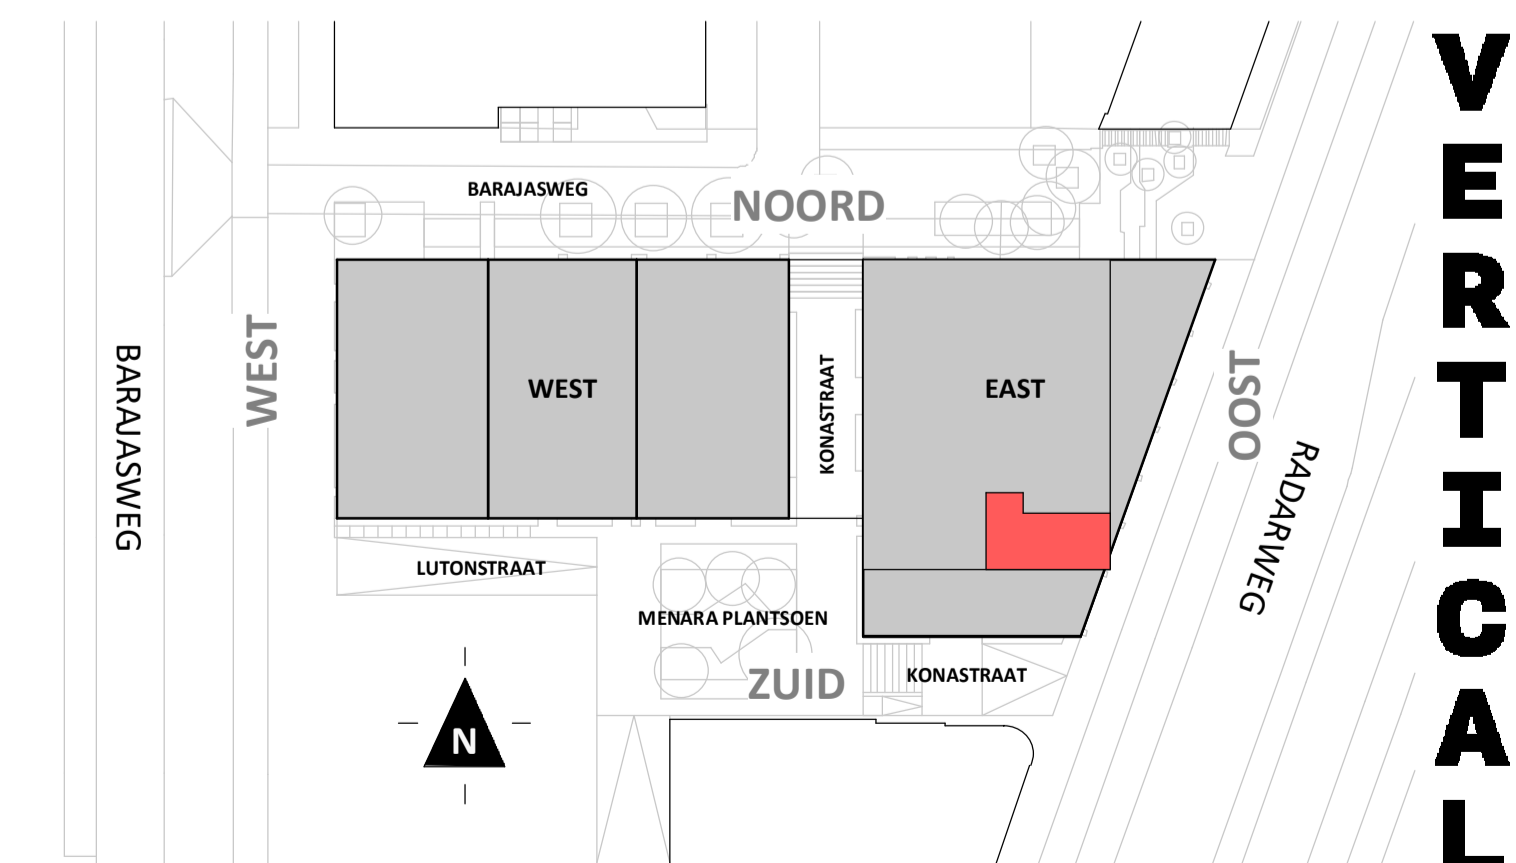 BARAJASWEG
NOORD
WEST
BARAJASWEG
WEST
KONASTRAAT
EAST
OOST
RADARWEG
LUTONSTRAAT
MENARA PLANTSOEN
ZUID
KONASTRAAT
N
VERTICAL